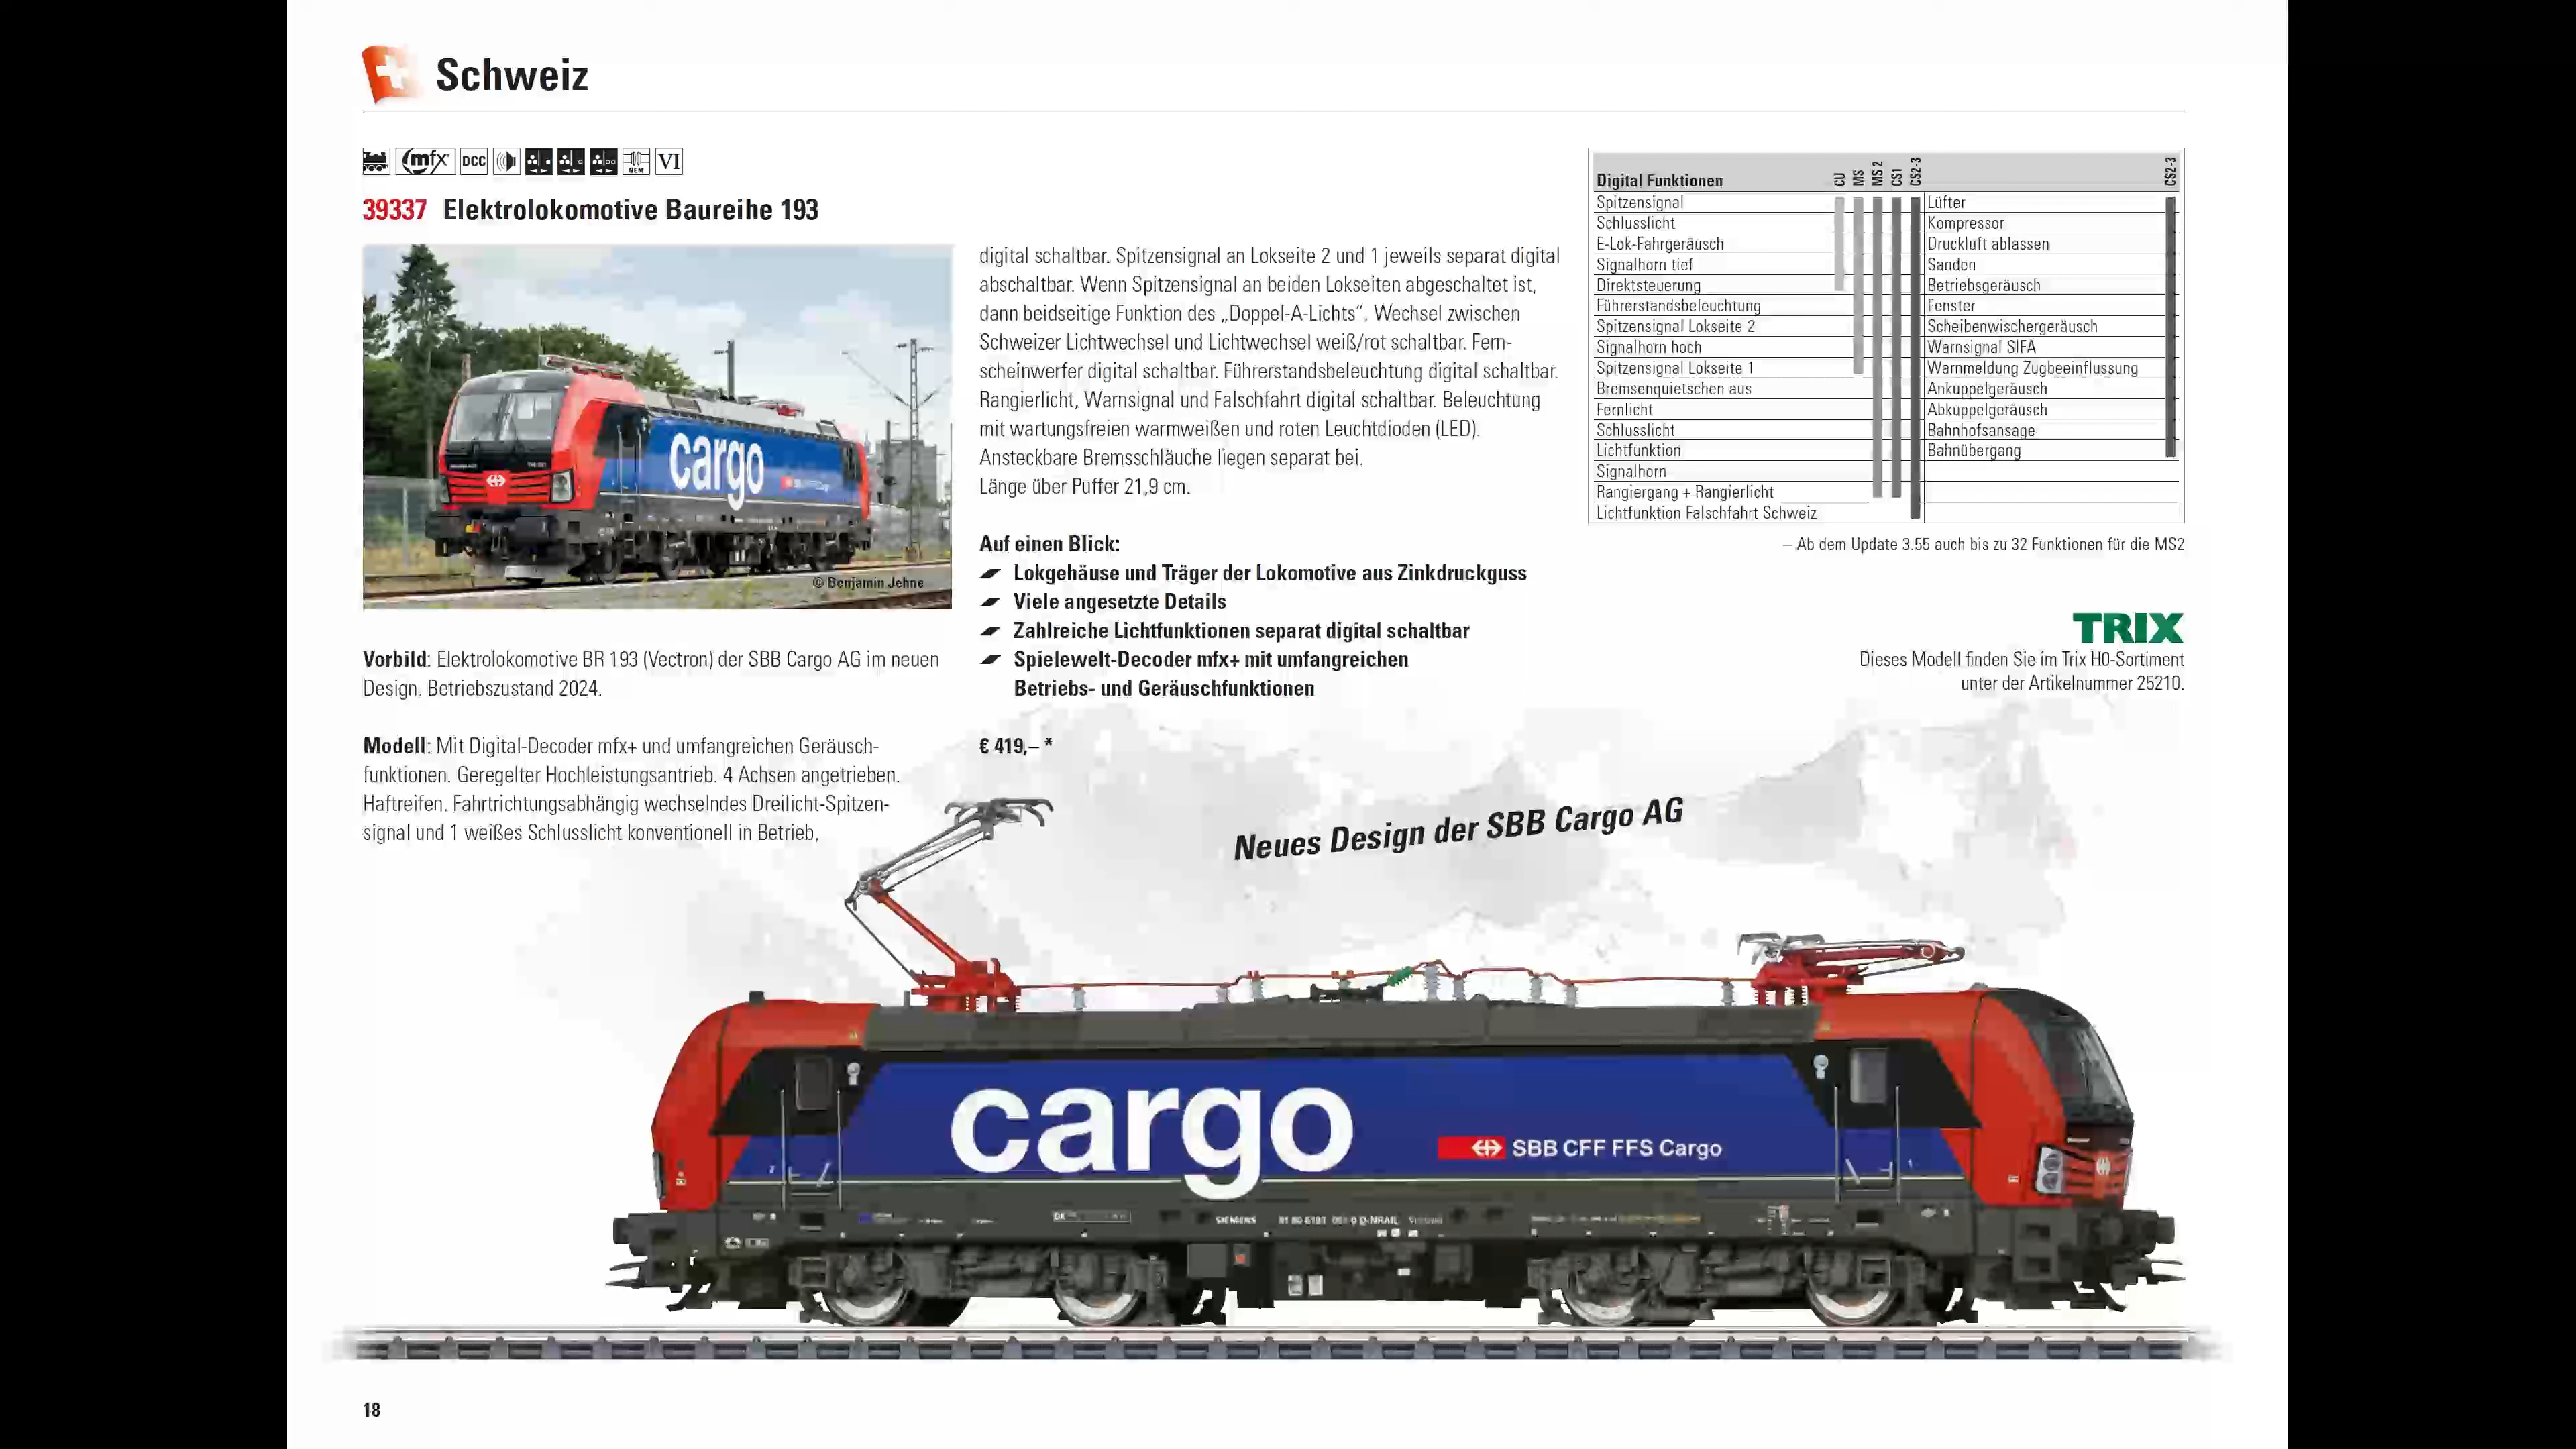 Schweiz
mfx DCC NEM VI
39337 Elektrolokomotive Baureihe 193
cargo
© Benjamin Jehne
Vorbild: Elektrolokomotive BR 193 (Vectron) der SBB Cargo AG im neuen
Design. Betriebszustand 2024.
Modell: Mit Digital-Decoder mfx+ und umfangreichen Geräusch-
funktionen. Geregelter Hochleistungsantrieb. 4 Achsen angetrieben.
Haftreifen. Fahrtrichtungsabhängig wechselndes Dreilicht-Spitzen-
signal und 1 weißes Schlusslicht konventionell in Betrieb,
digital schaltbar. Spitzensignal an Lokseite 2 und 1 jeweils separat digital
abschaltbar. Wenn Spitzensignal an beiden Lokseiten abgeschaltet ist,
dann beidseitige Funktion des „Doppel-A-Lichts“. Wechsel zwischen
Schweizer Lichtwechsel und Lichtwechsel weiß/rot schaltbar. Fern-
scheinwerfer digital schaltbar. Führerstandsbeleuchtung digital schaltbar.
Rangierlicht, Warnsignal und Falschfahrt digital schaltbar. Beleuchtung
mit wartungsfreien warmweißen und roten Leuchtdioden (LED).
Ansteckbare Bremsschläuche liegen separat bei.
Länge über Puffer 21,9 cm.
Auf einen Blick:
Lokgehäuse und Träger der Lokomotive aus Zinkdruckguss
Viele angesetzte Details
Zahlreiche Lichtfunktionen separat digital schaltbar
Spielewelt-Decoder mfx+ mit umfangreichen
Betriebs- und Geräuschfunktionen
€ 419,– *
Digital Funktionen CU MS MS 2 CS1 CS2-3
Spitzensignal
Schlusslicht
E-Lok-Fahrgeräusch
Signalhorn tief
Direktsteuerung
Führerstandsbeleuchtung
Spitzensignal Lokseite 2
Signalhorn hoch
Spitzensignal Lokseite 1
Bremsenquietschen aus
Fernlicht
Schlusslicht
Lichtfunktion
Signalhorn
Rangiergang + Rangierlicht
Lichtfunktion Falschfahrt Schweiz
CS2-3
Lüfter
Kompressor
Druckluft ablassen
Sanden
Betriebsgeräusch
Fenster
Scheibenwischergeräusch
Warnsignal SIFA
Warnmeldung Zugbeeinflussung
Ankuppelgeräusch
Abkuppelgeräusch
Bahnhofsansage
Bahnübergang
– Ab dem Update 3.55 auch bis zu 32 Funktionen für die MS2
TRIX
Dieses Modell finden Sie im Trix H0-Sortiment
unter der Artikelnummer 25210.
Neues Design der SBB Cargo AG
cargo
SBB CFF FFS Cargo
SIEMENS
18